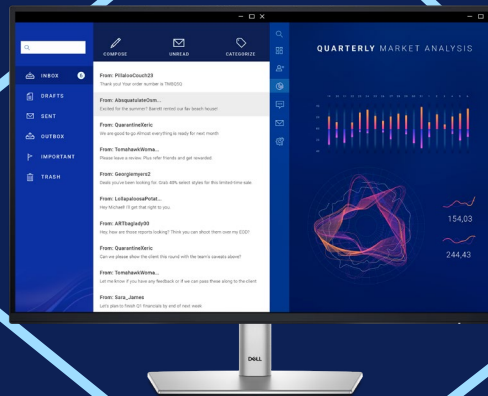 COMPOSE
UNREAD
CATEGORIZE
QUARTERLY MARKET ANALYSIS
INBOX
DRAFTS
SENT
OUTBOX
IMPORTANT
TRASH
From: PillalooCouch23
Thank you! Your order number is TNBGCQ.
From: AbsquatulateOsm...
Excited for the summer? Barrett rented our fav beach house!!
From: QuarantineXeric
We are good to go Almost everything is ready for next month
From: TomahawkWoma...
Please leave a review. Plus refer friends and get rewarded
From: Georgiemyers2
Deals you've been looking for. Grab 30% select styles for this limited-time sale.
From: LollapaloosaPotat...
Hey Michael! I'll get that right to you.
From: ARTbaglady00
Hey, how are those reports looking? Think you can shoot them over my EOD?
From: QuarantineXeric
Can we please show the client this round with the team's caveats above?
From: TomahawkWoma...
Let me know if you have any feedback or if we can pass these along to the client
From: Sara_James
Let's plan to finish Q1 financials by end of next week
154,03
244,43
DELL